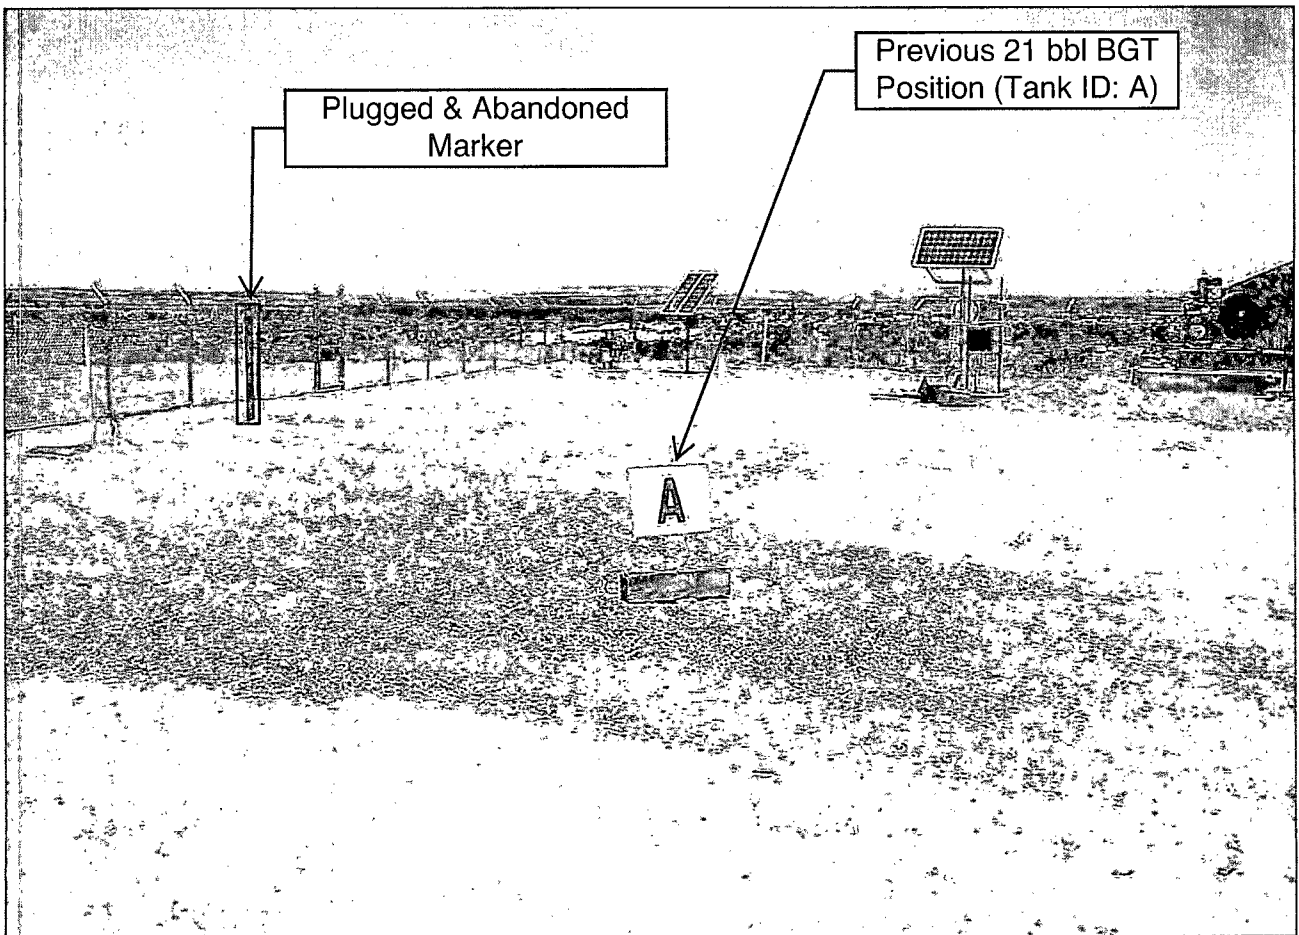 Previous 21 bbl BGT
Position (Tank ID: A)
Plugged & Abandoned
Marker
A